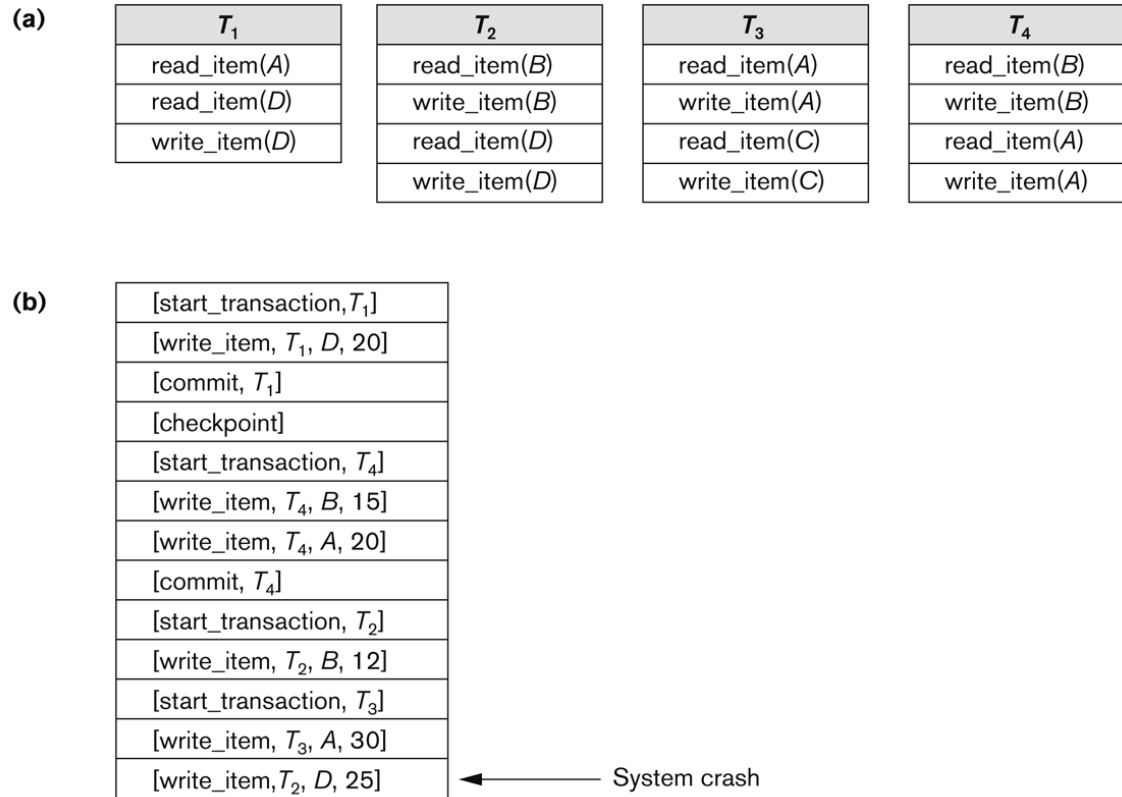 (a)
T₁ T₂ T₃ T₄
read_item(A) read_item(B) read_item(A) read_item(B)
read_item(D) write_item(B) write_item(A) write_item(B)
write_item(D) read_item(D) read_item(C) read_item(A)
write_item(D) write_item(C) write_item(A)
(b)
[start_transaction,T₁]
[write_item, T₁, D, 20]
[commit, T₁]
[checkpoint]
[start_transaction, T₄]
[write_item, T₄, B, 15]
[write_item, T₄, A, 20]
[commit, T₄]
[start_transaction, T₂]
[write_item, T₂, B, 12]
[start_transaction, T₃]
[write_item, T₃, A, 30]
[write_item,T₂, D, 25] System crash